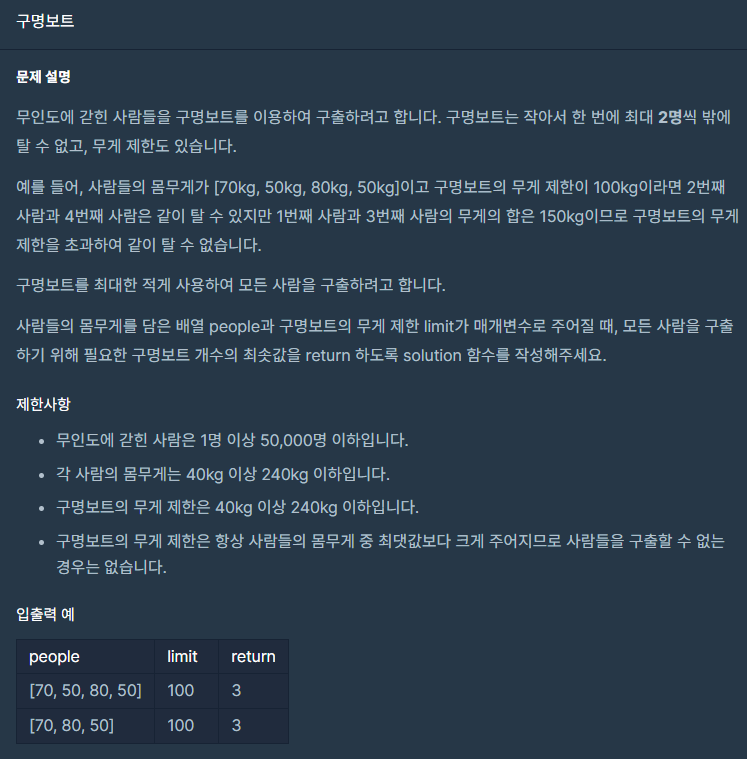 구명보트
문제 설명
무인도에 갇힌 사람들을 구명보트를 이용하여 구출하려고 합니다. 구명보트는 작아서 한 번에 최대 2명씩 밖에
탈 수 없고, 무게 제한도 있습니다.
예를 들어, 사람들의 몸무게가 [70kg, 50kg, 80kg, 50kg]이고 구명보트의 무게 제한이 100kg이라면 2번째
사람과 4번째 사람은 같이 탈 수 있지만 1번째 사람과 3번째 사람의 무게의 합은 150kg이므로 구명보트의 무게
제한을 초과하여 같이 탈 수 없습니다.
구명보트를 최대한 적게 사용하여 모든 사람을 구출하려고 합니다.
사람들의 몸무게를 담은 배열 people과 구명보트의 무게 제한 limit가 매개변수로 주어질 때, 모든 사람을 구출
하기 위해 필요한 구명보트 개수의 최솟값을 return 하도록 solution 함수를 작성해주세요.
제한사항
• 무인도에 갇힌 사람은 1명 이상 50,000명 이하입니다.
• 각 사람의 몸무게는 40kg 이상 240kg 이하입니다.
• 구명보트의 무게 제한은 40kg 이상 240kg 이하입니다.
• 구명보트의 무게 제한은 항상 사람들의 몸무게 중 최댓값보다 크게 주어지므로 사람들을 구출할 수 없는
경우는 없습니다.
입출력 예
people limit return
[70, 50, 80, 50] 100 3
[70, 80, 50] 100 3